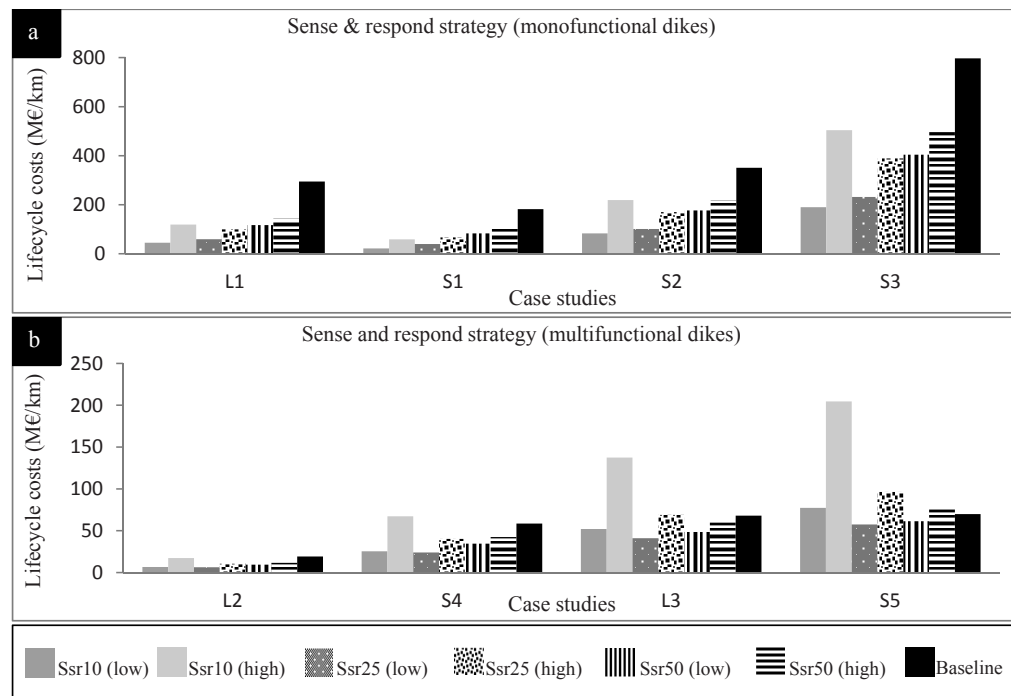 a
Sense & respond strategy (monofunctional dikes)
Lifecycle costs (M€/km)
800
600
400
200
0
L1 S1 S2 S3
Case studies
b
Sense and respond strategy (multifunctional dikes)
Lifecycle costs (M€/km)
250
200
150
100
50
0
L2 S4 L3 S5
Case studies
Ssr10 (low) Ssr10 (high) Ssr25 (low) Ssr25 (high) Ssr50 (low) Ssr50 (high) Baseline